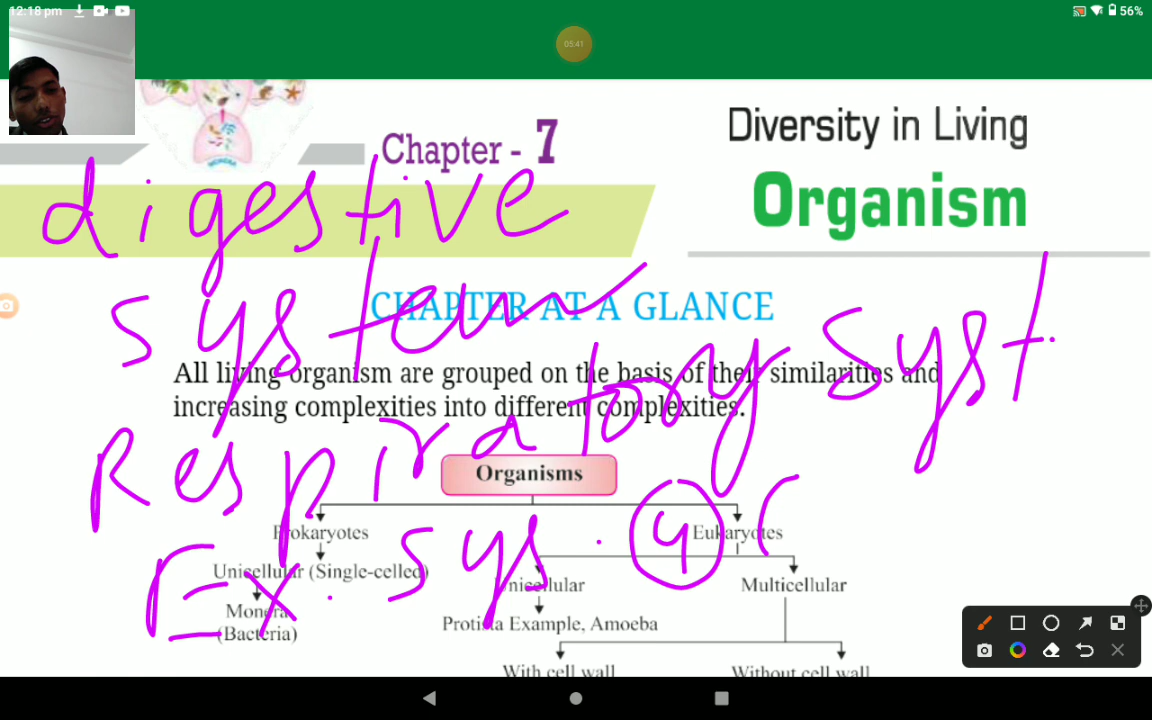 12:18 pm
56%
05:41
Chapter - 7
Diversity in Living
Organism
digestive
system
CHAPTER AT A GLANCE
All living organism are grouped on the basis of their similarities and
increasing complexities into different complexities.
Respiratory syst.
Ex. sys. 4 (
Organisms
Prokaryotes Eukaryotes
Unicellular (Single-celled) Unicellular Multicellular
Monera
(Bacteria)
Protista Example, Amoeba
With cell wall Without cell wall